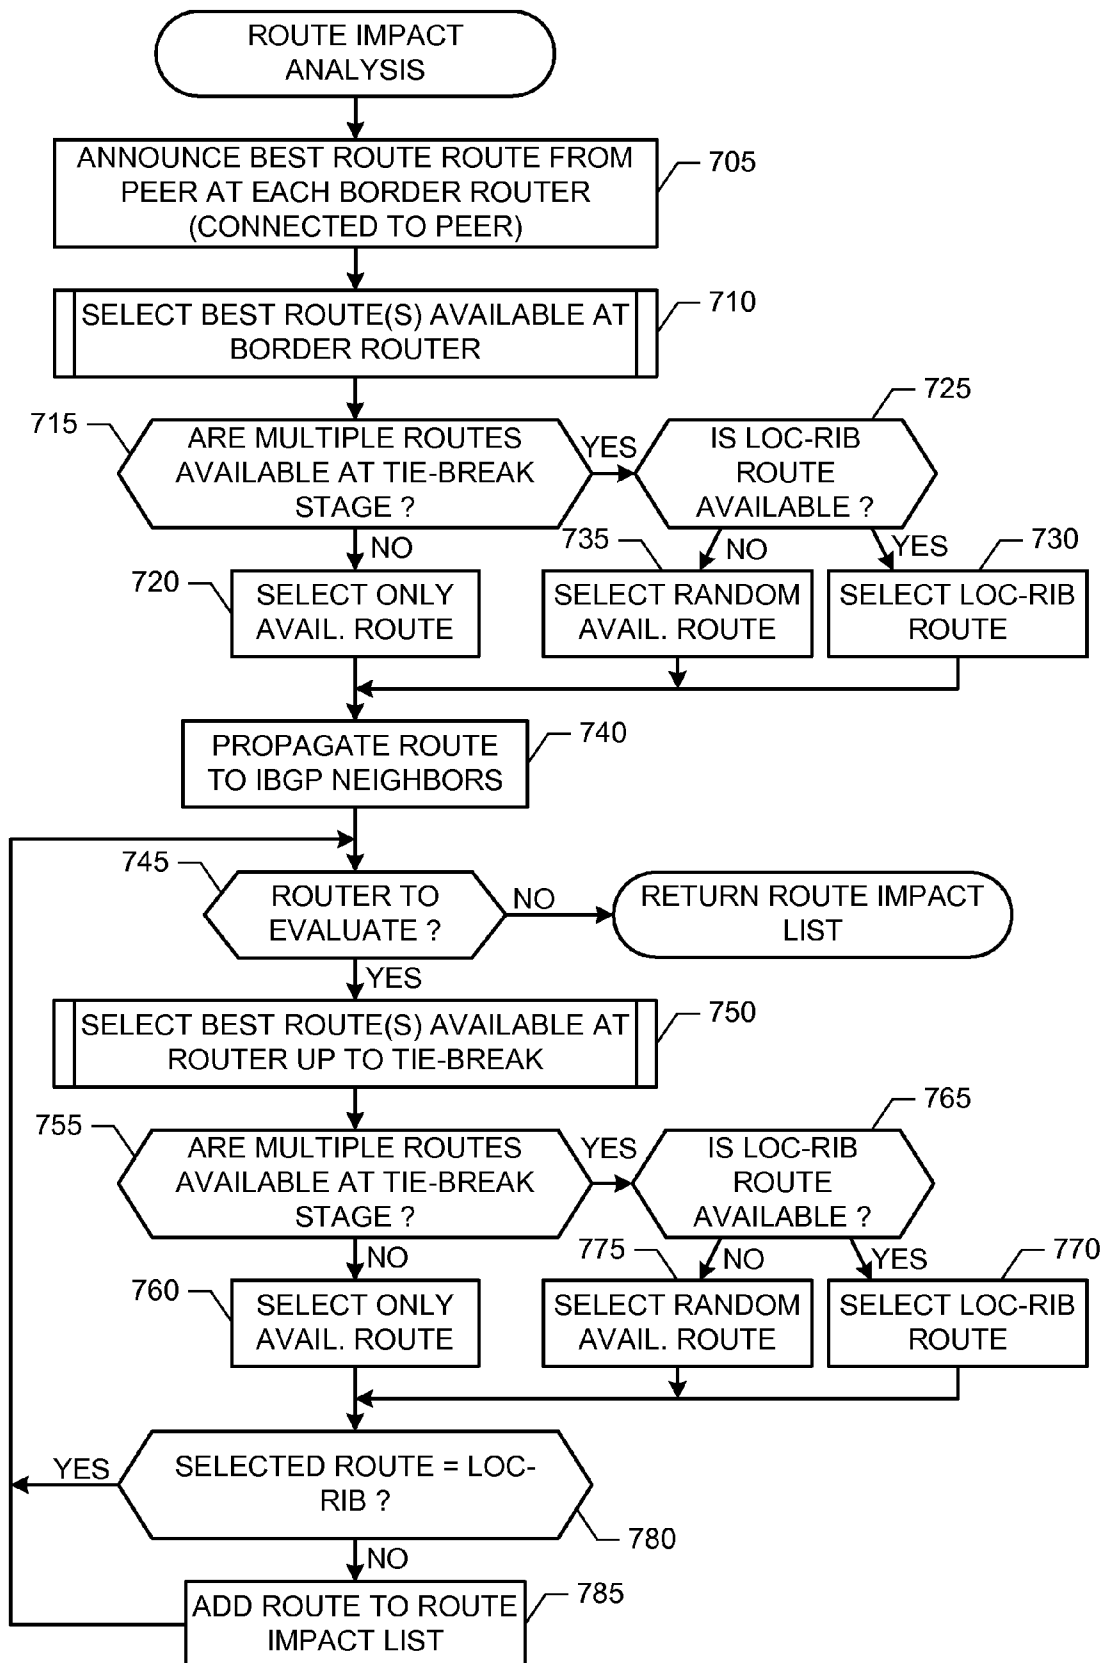 ROUTE IMPACT
ANALYSIS
ANNOUNCE BEST ROUTE ROUTE FROM
PEER AT EACH BORDER ROUTER
(CONNECTED TO PEER)
705
SELECT BEST ROUTE(S) AVAILABLE AT
BORDER ROUTER
710
715
ARE MULTIPLE ROUTES
AVAILABLE AT TIE-BREAK
STAGE ?
YES
725
IS LOC-RIB
ROUTE
AVAILABLE ?
NO
735
NO
YES
730
720
SELECT ONLY
AVAIL. ROUTE
SELECT RANDOM
AVAIL. ROUTE
SELECT LOC-RIB
ROUTE
PROPAGATE ROUTE
TO IBGP NEIGHBORS
740
745
ROUTER TO
EVALUATE ?
NO
RETURN ROUTE IMPACT
LIST
YES
SELECT BEST ROUTE(S) AVAILABLE AT
ROUTER UP TO TIE-BREAK
750
755
ARE MULTIPLE ROUTES
AVAILABLE AT TIE-BREAK
STAGE ?
YES
765
IS LOC-RIB
ROUTE
AVAILABLE ?
NO
775
NO
YES
770
760
SELECT ONLY
AVAIL. ROUTE
SELECT RANDOM
AVAIL. ROUTE
SELECT LOC-RIB
ROUTE
YES
SELECTED ROUTE = LOC-
RIB ?
780
NO
ADD ROUTE TO ROUTE
IMPACT LIST
785